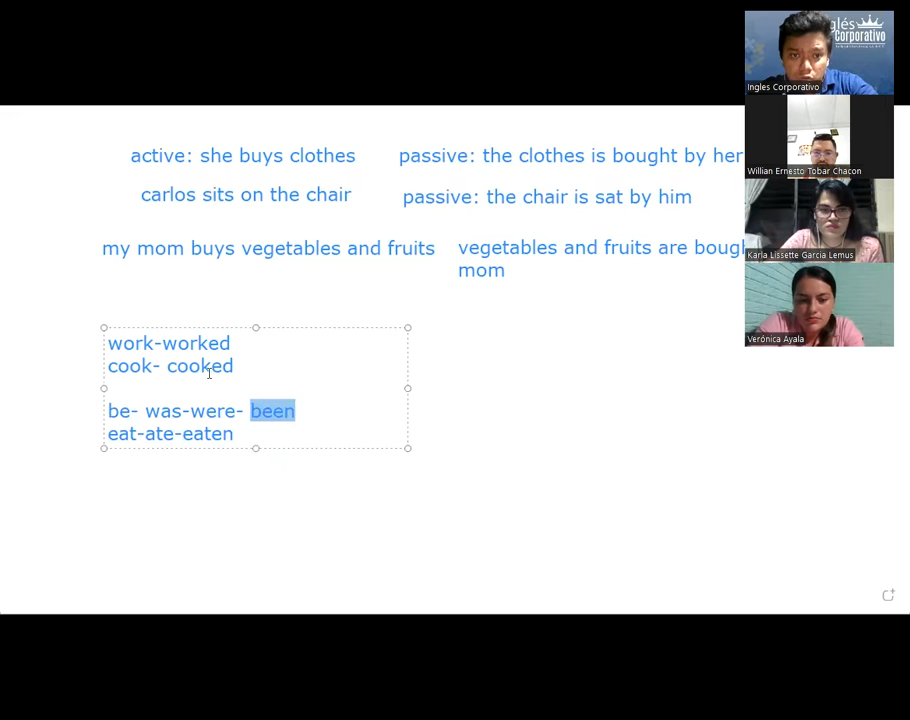 glés
Corporativo
Ingles Corporativo
active: she buys clothes
passive: the clothes is bought by her
Willian Ernesto Tobar Chacon
carlos sits on the chair
passive: the chair is sat by him
my mom buys vegetables and fruits
vegetables and fruits are bough
mom
Karla Lissette Garcia Lemus
work-worked
cook- cooked
Verónica Ayala
be- was-were- been
eat-ate-eaten